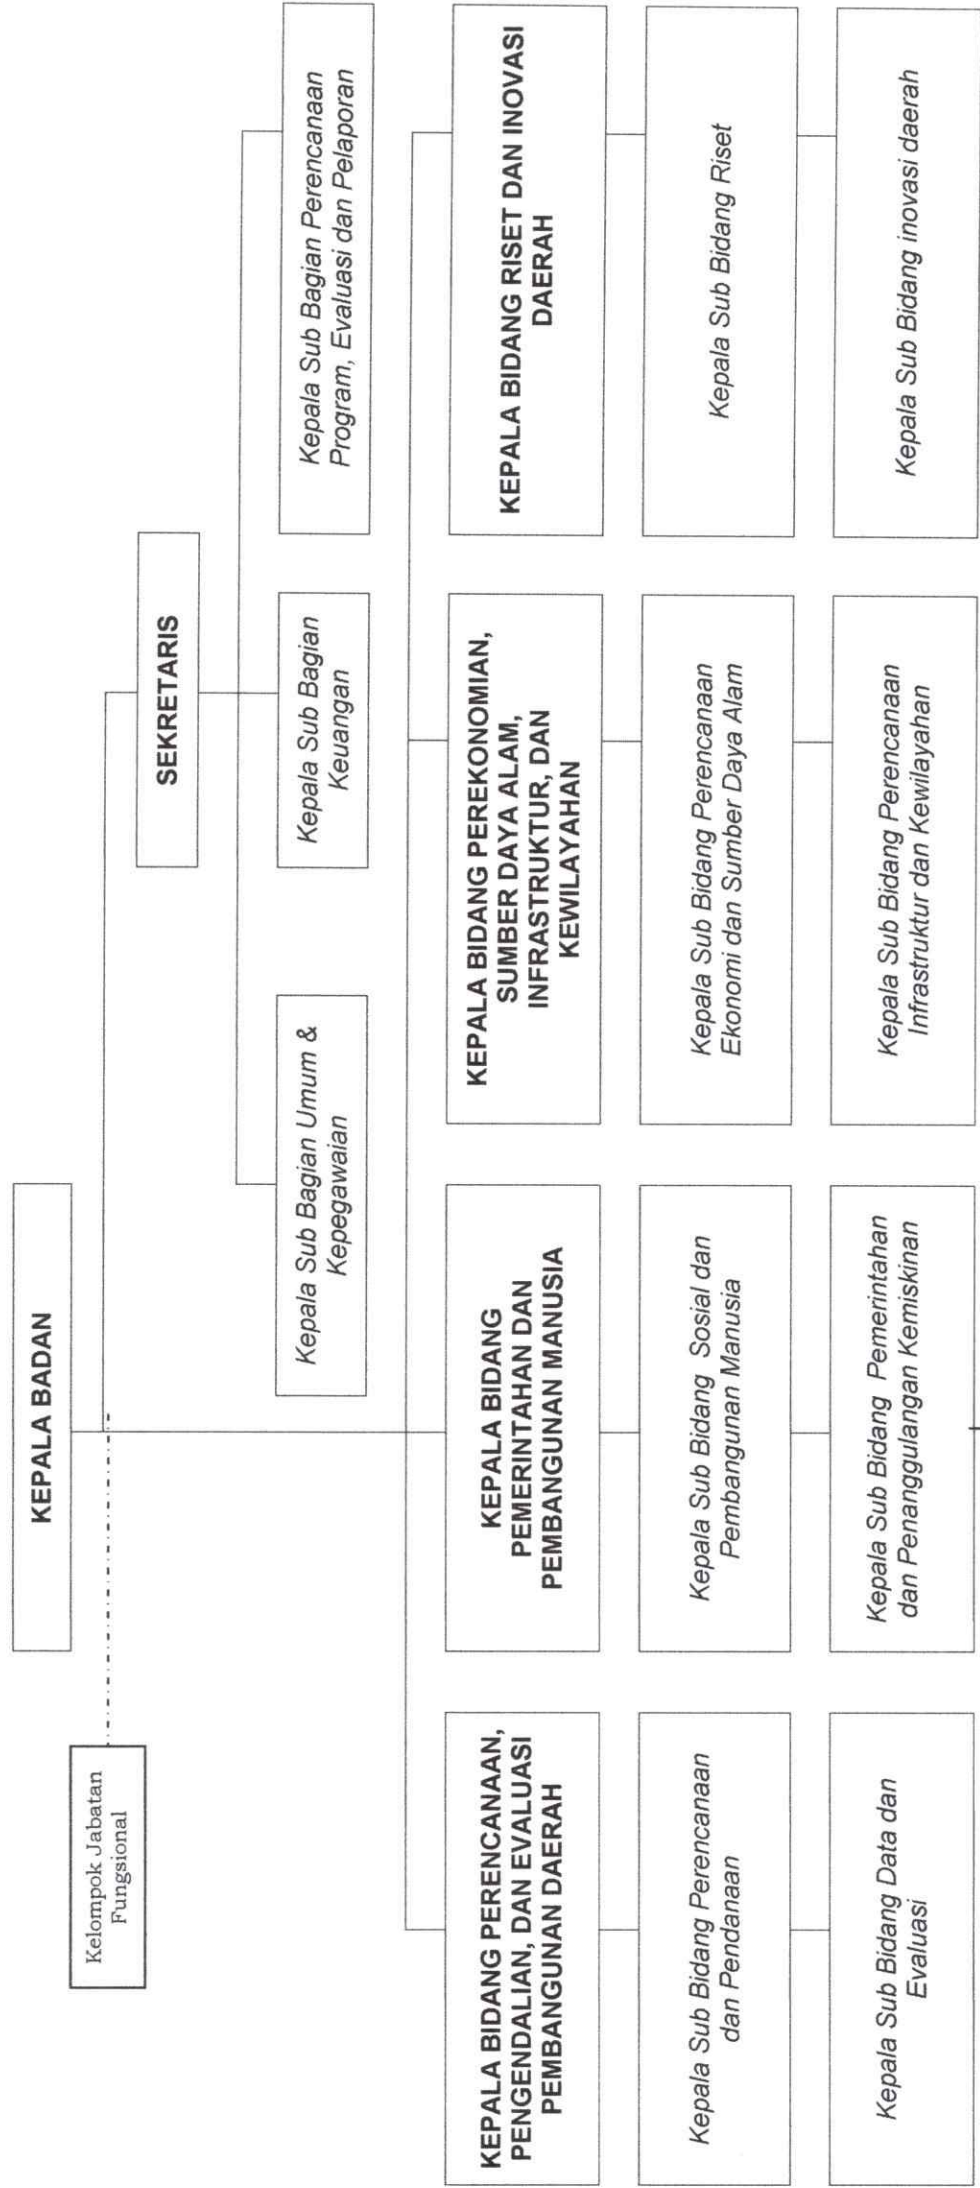 KEPALA BADAN
Kelompok Jabatan
Fungsional
SEKRETARIS
Kepala Sub Bagian Umum &
Kepegawaian
Kepala Sub Bagian
Keuangan
Kepala Sub Bagian Perencanaan
Program, Evaluasi dan Pelaporan
KEPALA BIDANG PERENCANAAN,
PENGENDALIAN, DAN EVALUASI
PEMBANGUNAN DAERAH
KEPALA BIDANG
PEMERINTAHAN DAN
PEMBANGUNAN MANUSIA
KEPALA BIDANG PEREKONOMIAN,
SUMBER DAYA ALAM,
INFRASTRUKTUR, DAN
KEWILAYAHAN
KEPALA BIDANG RISET DAN INOVASI
DAERAH
Kepala Sub Bidang Perencanaan
dan Pendanaan
Kepala Sub Bidang Sosial dan
Pembangunan Manusia
Kepala Sub Bidang Perencanaan
Ekonomi dan Sumber Daya Alam
Kepala Sub Bidang Riset
Kepala Sub Bidang Data dan
Evaluasi
Kepala Sub Bidang Pemerintahan
dan Penanggulangan Kemiskinan
Kepala Sub Bidang Perencanaan
Infrastruktur dan Kewilayahan
Kepala Sub Bidang inovasi daerah